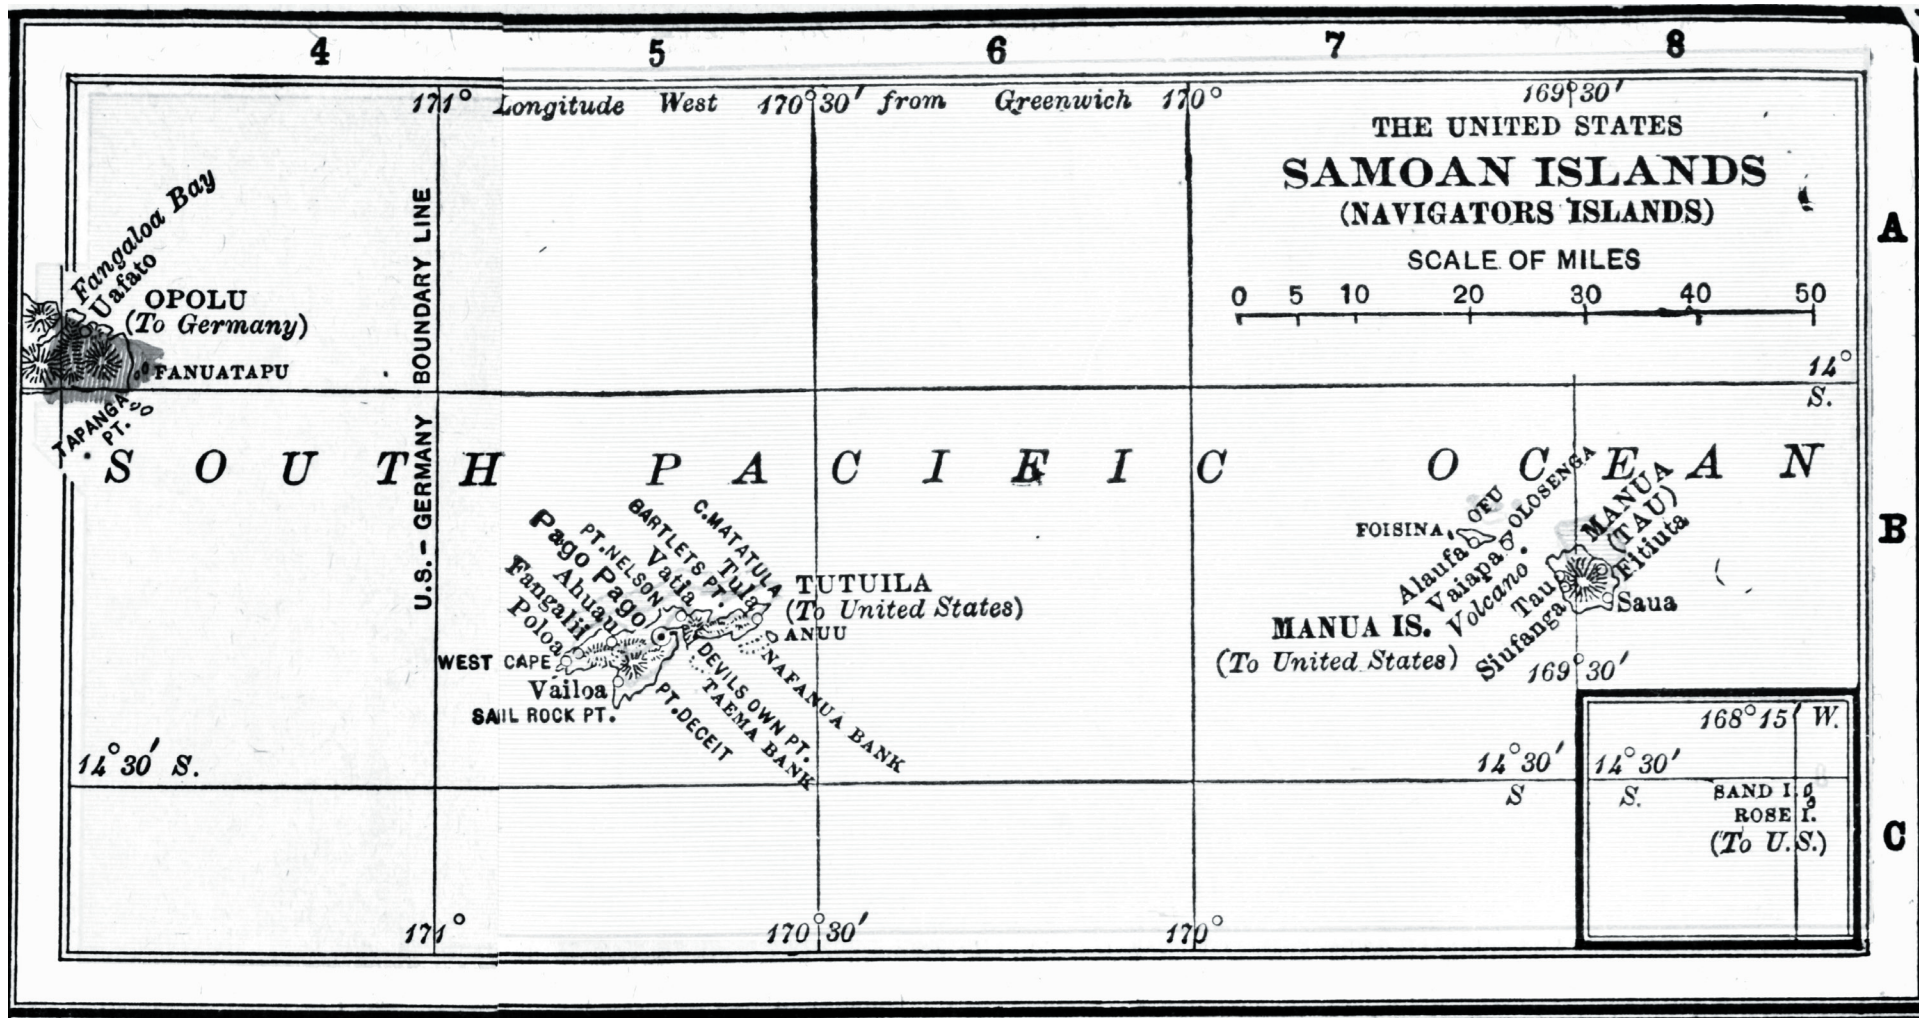 4 5 6 7 8
171° Longitude West 170°30' from Greenwich 170° 169°30'
THE UNITED STATES
SAMOAN ISLANDS
(NAVIGATORS ISLANDS)
SCALE OF MILES
0 5 10 20 30 40 50
A
Fangaloa Bay
Uafato
OPOLU
(To Germany)
FANUATAPU
TAPANGA
PT.
U.S. - GERMANY BOUNDARY LINE
14°
S.
SOUTH PACIFIC OCEAN
B
C. MATATULA
Tula
BARTLETS PT.
Vatia
PT. NELSON
Pago Pago
Ahuau
Fangalii
Poloa
WEST CAPE
Vailoa
SAIL ROCK PT.
TUTUILA
(To United States)
ANUU
NAFANUA BANK
DEVILS OWN PT.
TAEMA BANK
PT. DECEIT
FOISINA
OFU
OLOSENGA
MANUA
(TAU)
Fitiuta
Alaufa
Vaiapa
Volcano
Tau
Siufanga
Saua
MANUA IS.
(To United States)
169°30'
168°15' W.
14°30' S.
14°30'
S
14°30'
S.
SAND I.
ROSE I.
(To U.S.)
C
171° 170°30' 170°